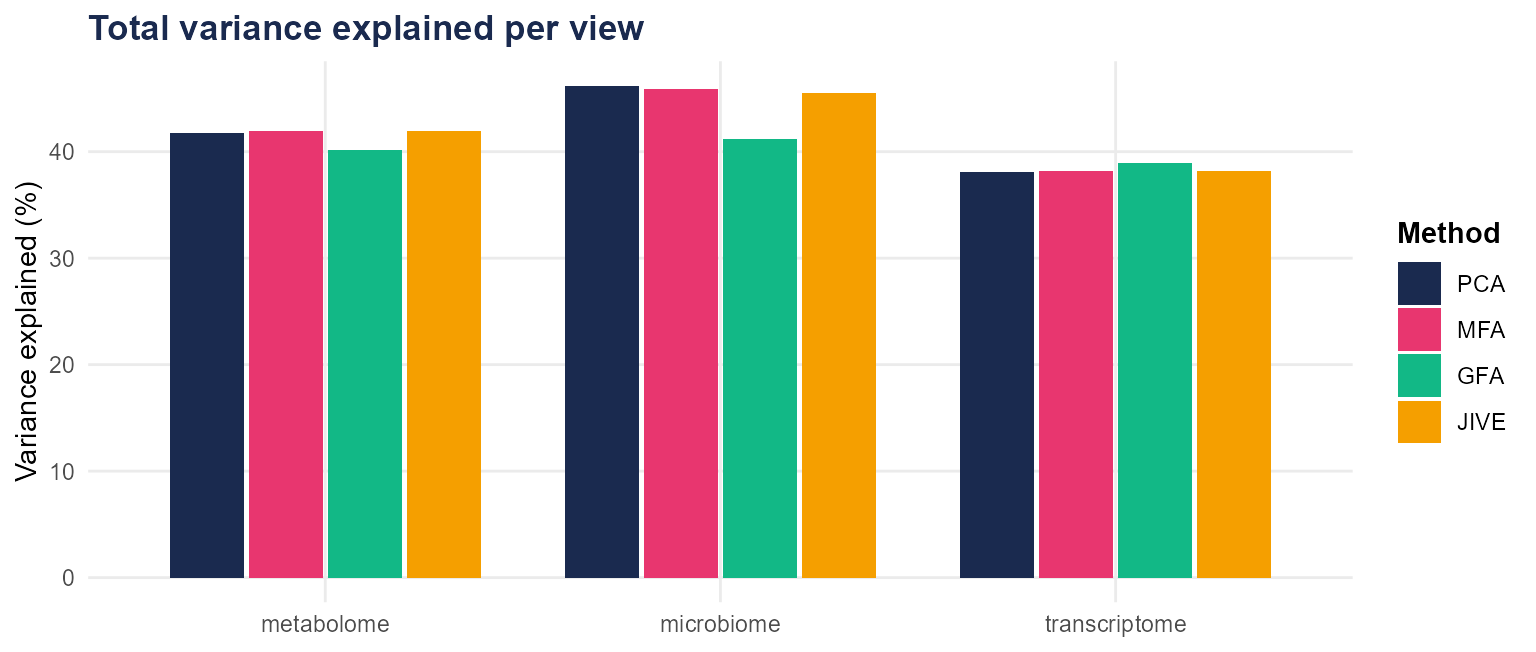 Total variance explained per view
Variance explained (%)
40
30
20
10
0
metabolome
microbiome
transcriptome
Method
PCA
MFA
GFA
JIVE